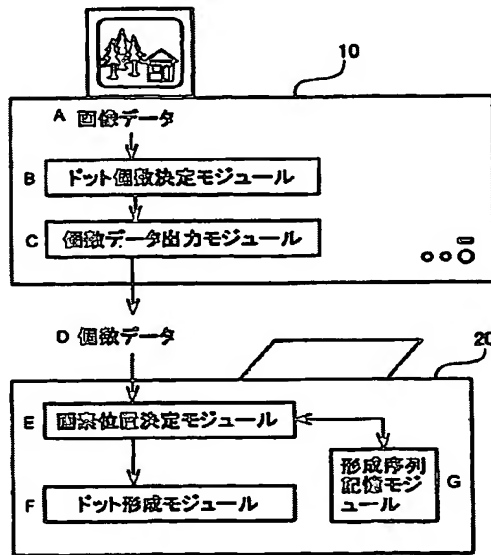 10
A 画像データ
B ドット個数決定モジュール
C 個数データ出力モジュール
D 個数データ
20
E 画素位置決定モジュール
F ドット形成モジュール
形成序列
記憶モジ
ュール
G